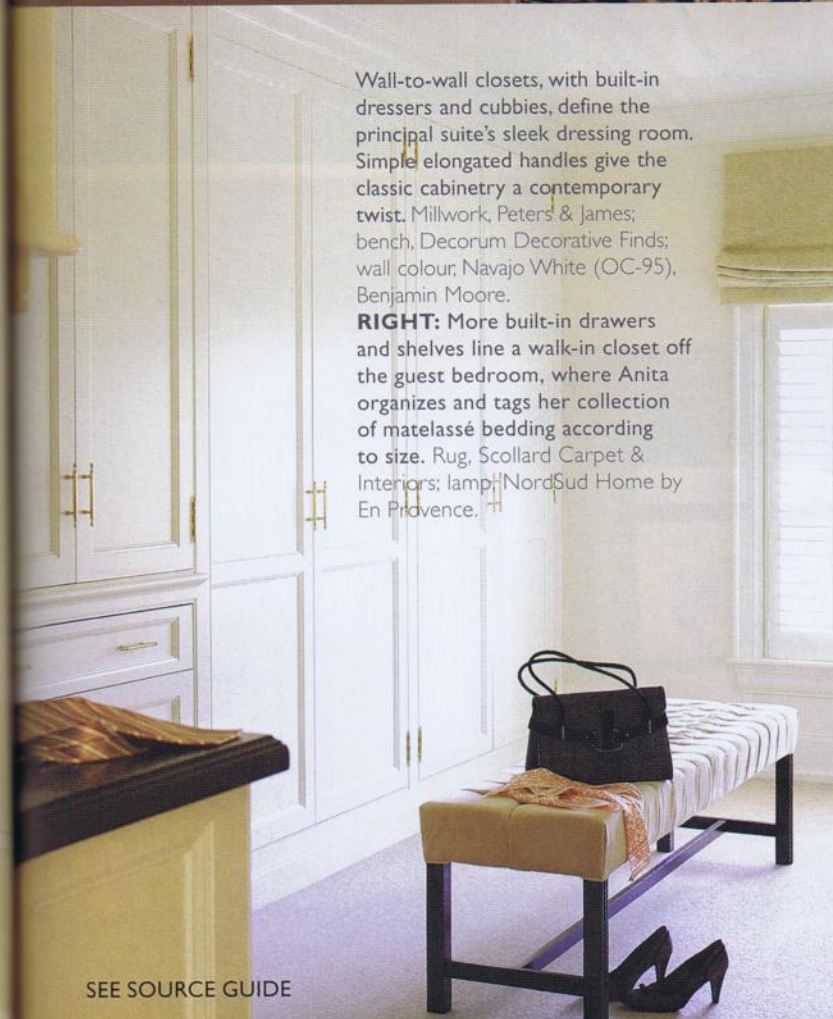 Wall-to-wall closets, with built-in
dressers and cubbies, define the
principal suite's sleek dressing room.
Simple elongated handles give the
classic cabinetry a contemporary
twist. Millwork, Peters & James;
bench, Decorum Decorative Finds;
wall colour, Navajo White (OC-95),
Benjamin Moore.
RIGHT: More built-in drawers
and shelves line a walk-in closet off
the guest bedroom, where Anita
organizes and tags her collection
of matelassé bedding according
to size. Rug, Scollard Carpet &
Interiors; lamp, NordSud Home by
En Provence.
SEE SOURCE GUIDE